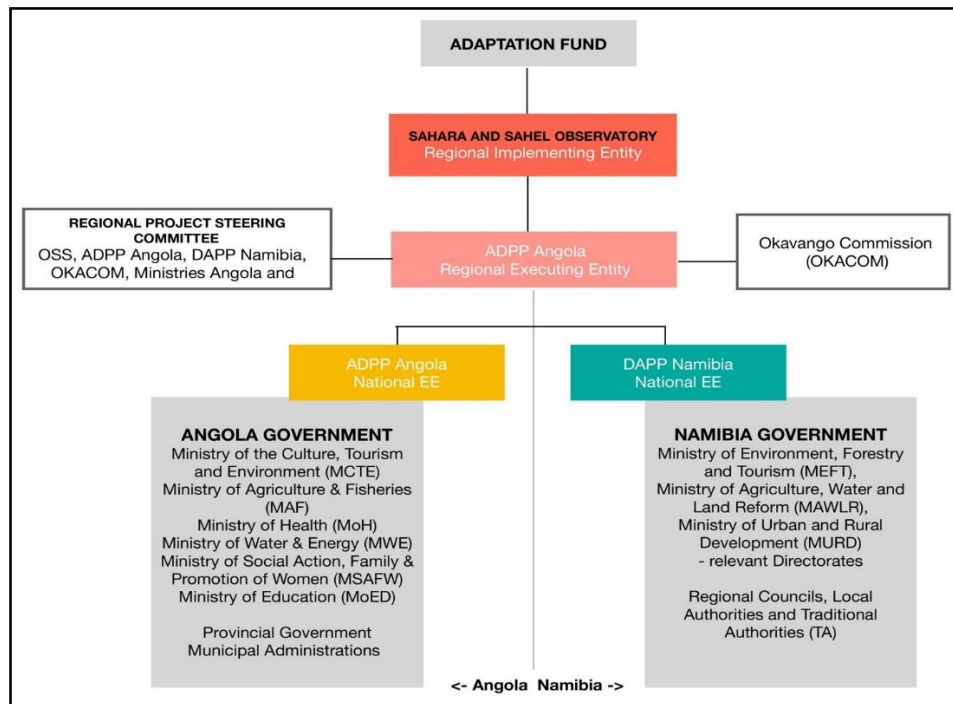 ADAPTATION FUND
SAHARA AND SAHEL OBSERVATORY
Regional Implementing Entity
REGIONAL PROJECT STEERING
COMMITTEE
OSS, ADPP Angola, DAPP Namibia,
OKACOM, Ministries Angola and
ADPP Angola
Regional Executing Entity
Okavango Commission
(OKACOM)
ADPP Angola
National EE
DAPP Namibia
National EE
ANGOLA GOVERNMENT
Ministry of the Culture, Tourism
and Environment (MCTE)
Ministry of Agriculture & Fisheries
(MAF)
Ministry of Health (MoH)
Ministry of Water & Energy (MWE)
Ministry of Social Action, Family &
Promotion of Women (MSAFW)
Ministry of Education (MoED)
Provincial Government
Municipal Administrations
NAMIBIA GOVERNMENT
Ministry of Environment, Forestry
and Tourism (MEFT),
Ministry of Agriculture, Water and
Land Reform (MAWLR),
Ministry of Urban and Rural
Development (MURD)
- relevant Directorates
Regional Councils, Local
Authorities and Traditional
Authorities (TA)
<- Angola Namibia ->